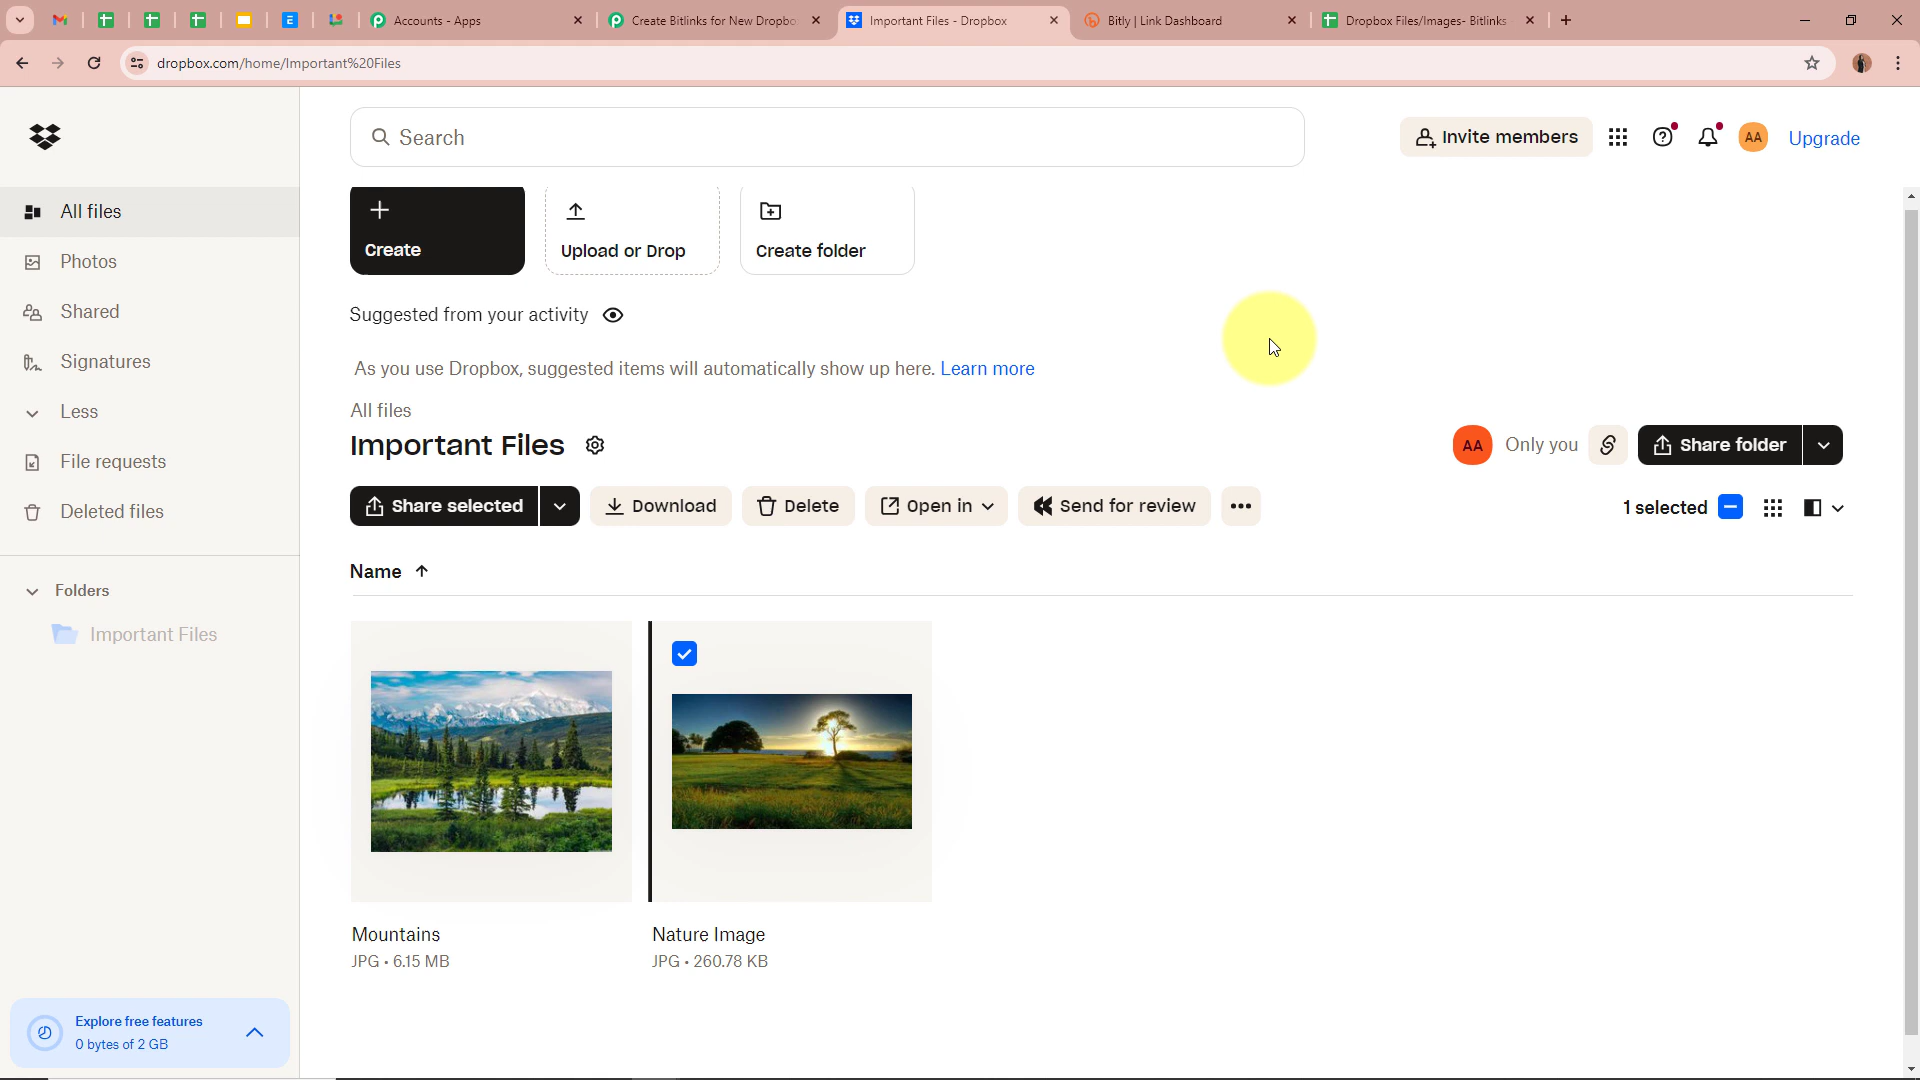 Accounts - Apps
Create Bitlinks for New Dropbo
Important Files - Dropbox
Bitly | Link Dashboard
Dropbox Files/Images- Bitlinks
dropbox.com/home/Important%20Files
Search
Invite members
AA
Upgrade
All files
Photos
Shared
Signatures
Less
File requests
Deleted files
Folders
Important Files
Explore free features
0 bytes of 2 GB
Create
Upload or Drop
Create folder
Suggested from your activity
As you use Dropbox, suggested items will automatically show up here. Learn more
All files
Important Files
AA
Only you
Share folder
Share selected
Download
Delete
Open in
Send for review
1 selected
Name
Mountains
JPG • 6.15 MB
Nature Image
JPG • 260.78 KB